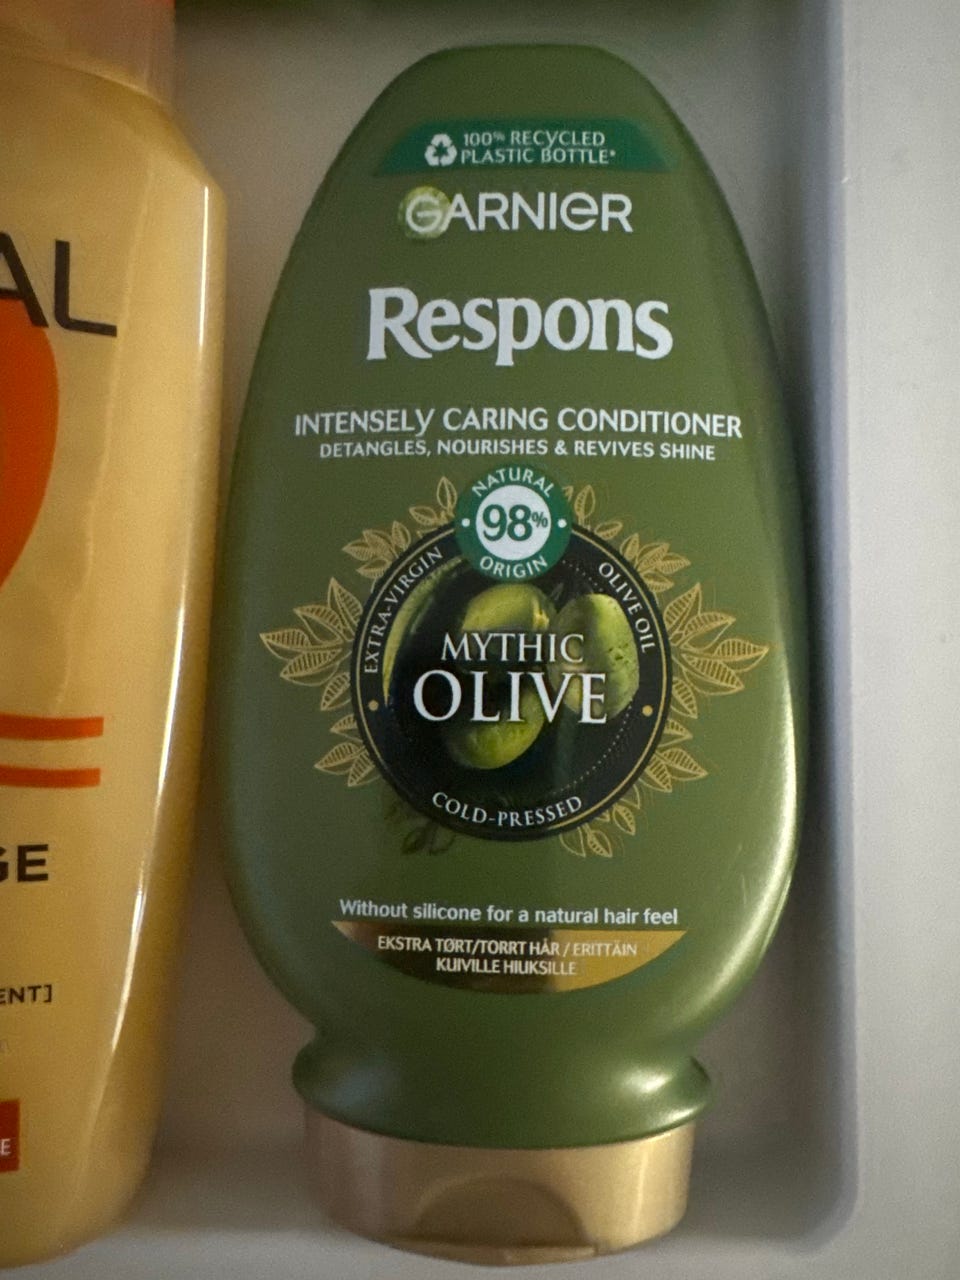 100% RECYCLED
PLASTIC BOTTLE*
GARNIER
Respons
INTENSELY CARING CONDITIONER
DETANGLES, NOURISHES & REVIVES SHINE
NATURAL
98%
ORIGIN
EXTRA-VIRGIN
OLIVE OIL
MYTHIC
OLIVE
COLD-PRESSED
Without silicone for a natural hair feel
EKSTRA TØRT/TORRT HÅR / ERITTÄIN
KUIVILLE HIUKSILLE
AL
GE
ENT]
E